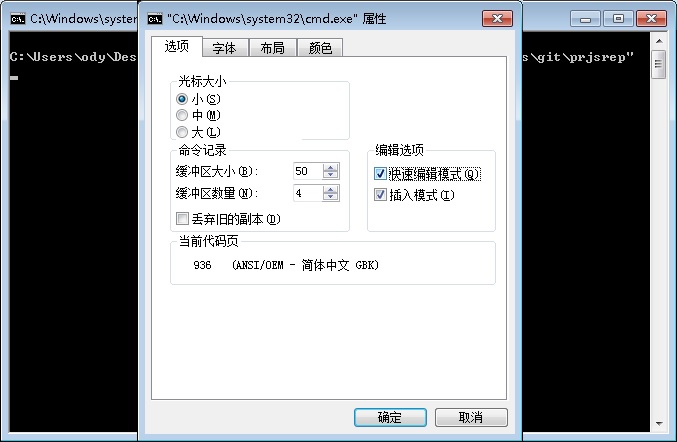 C:\Windows\system
"C:\Windows\system32\cmd.exe" 属性
C:\Users\ody\Des
s\git\prjsrep"
选项
字体
布局
颜色
光标大小
小(S)
中(M)
大(L)
命令记录
缓冲区大小(B): 50
缓冲区数量(N): 4
丢弃旧的副本(D)
编辑选项
快速编辑模式(Q)
插入模式(I)
当前代码页
936 (ANSI/OEM - 简体中文 GBK)
确定
取消